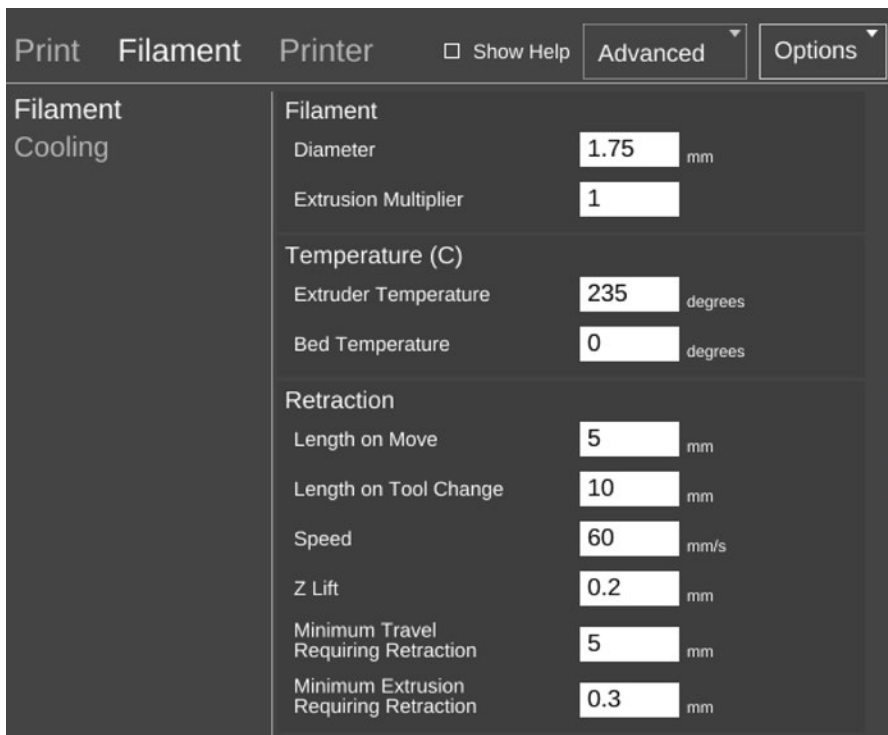 Print Filament Printer Show Help Advanced Options
Filament
Cooling
Filament
Diameter 1.75 mm
Extrusion Multiplier 1
Temperature (C)
Extruder Temperature 235 degrees
Bed Temperature 0 degrees
Retraction
Length on Move 5 mm
Length on Tool Change 10 mm
Speed 60 mm/s
Z Lift 0.2 mm
Minimum Travel
Requiring Retraction 5 mm
Minimum Extrusion
Requiring Retraction 0.3 mm